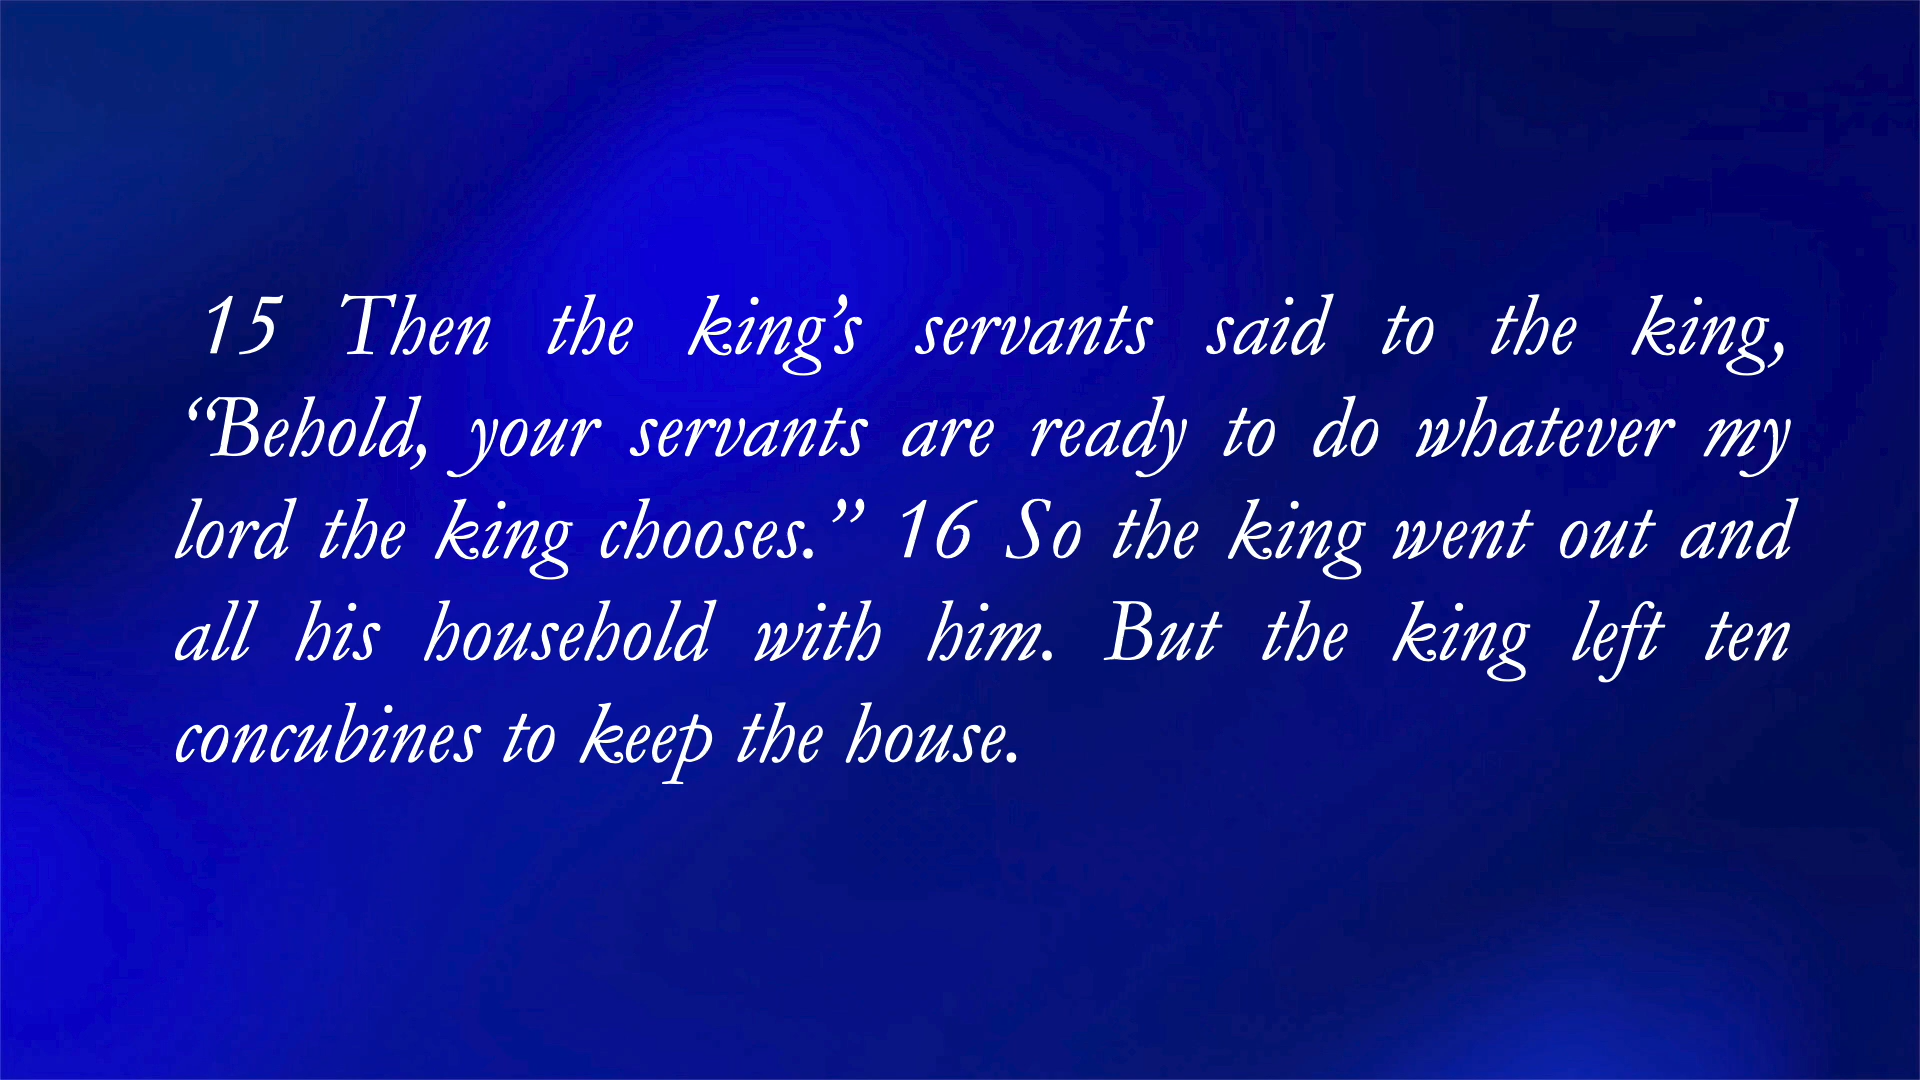 15 Then the king’s servants said to the king,
“Behold, your servants are ready to do whatever my
lord the king chooses.” 16 So the king went out and
all his household with him. But the king left ten
concubines to keep the house.